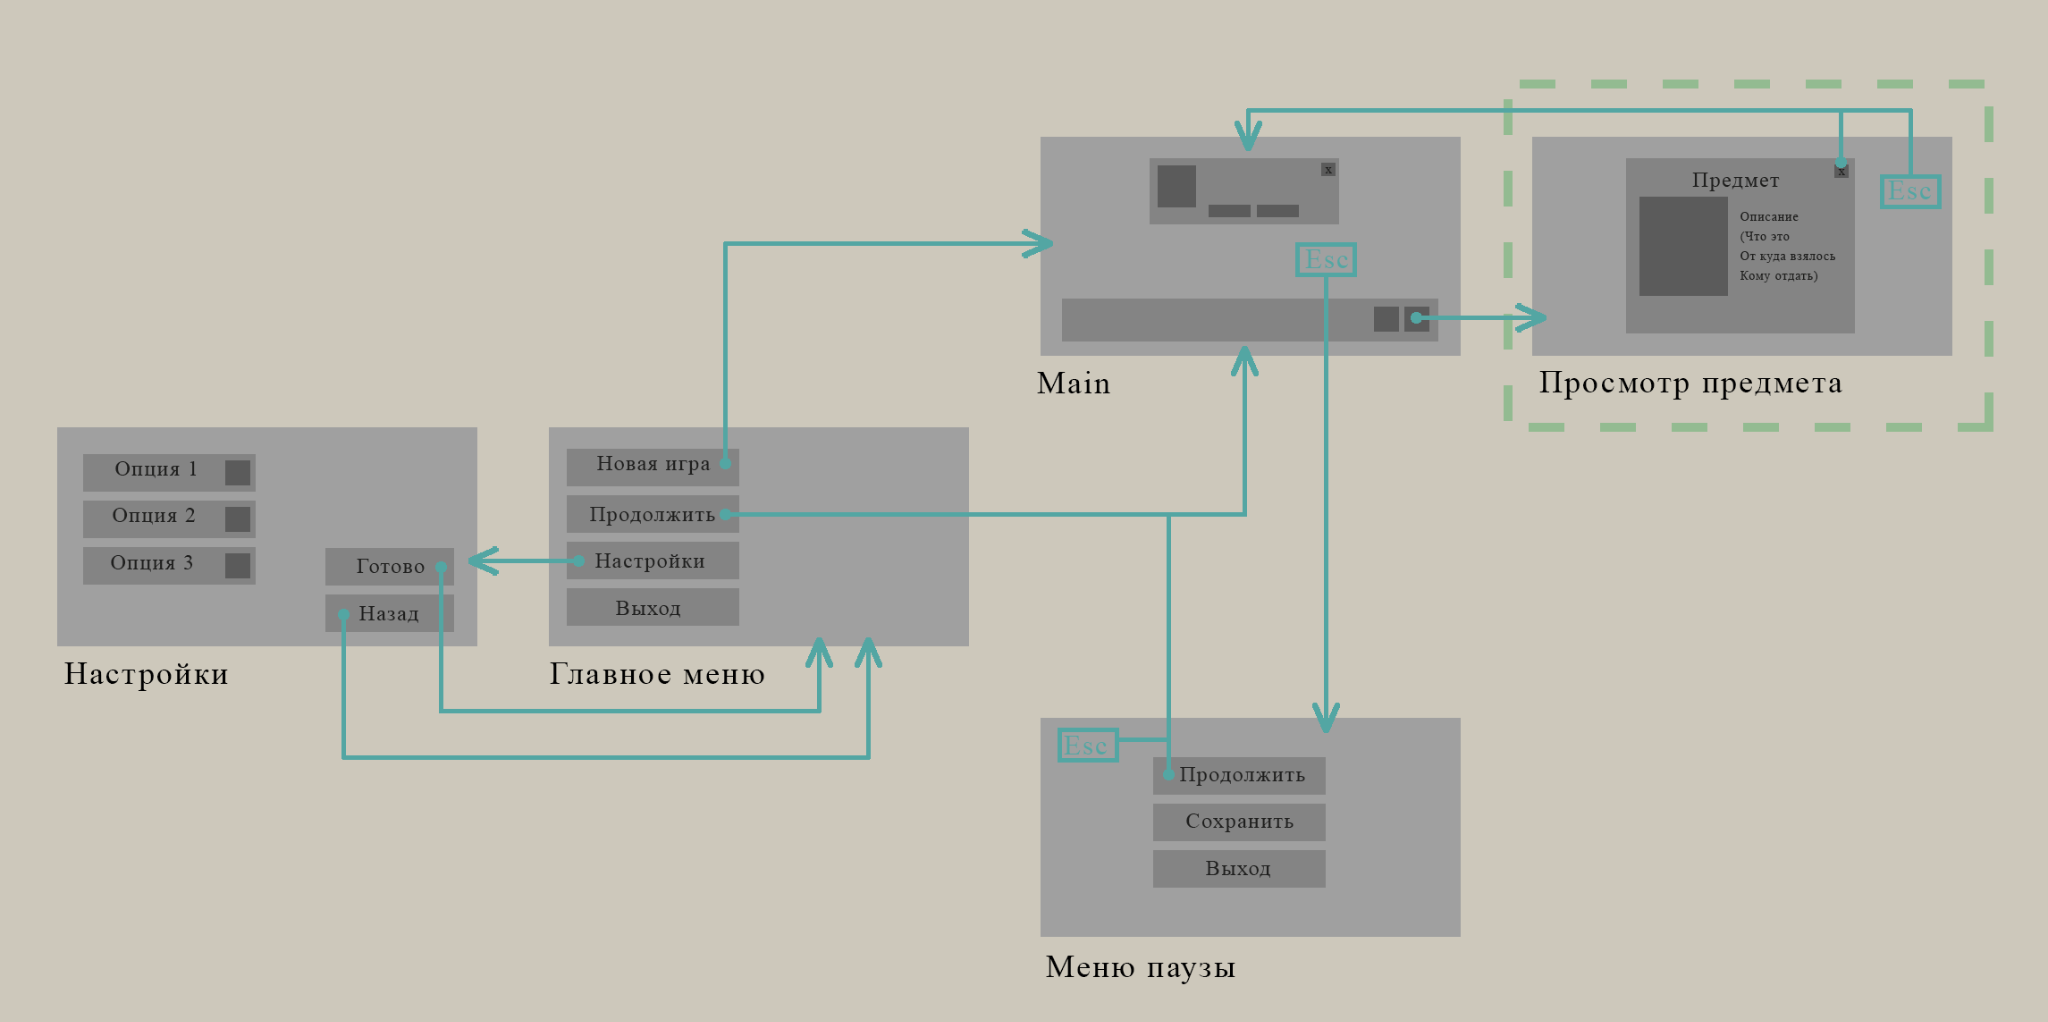 x
Esc
Main
Предмет
x
Esc
Описание
(Что это
От куда взялось
Кому отдать)
Просмотр предмета
Опция 1
Опция 2
Опция 3
Готово
Назад
Настройки
Новая игра
Продолжить
Настройки
Выход
Главное меню
Esc
Продолжить
Сохранить
Выход
Меню паузы